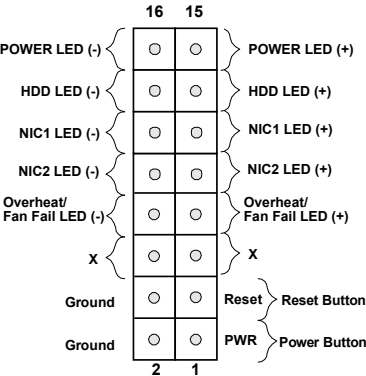 16 15
POWER LED (-) POWER LED (+)
HDD LED (-) HDD LED (+)
NIC1 LED (-) NIC1 LED (+)
NIC2 LED (-) NIC2 LED (+)
Overheat/ Overheat/
Fan Fail LED (-) Fan Fail LED (+)
X X
Ground Reset Reset Button
Ground PWR Power Button
2 1